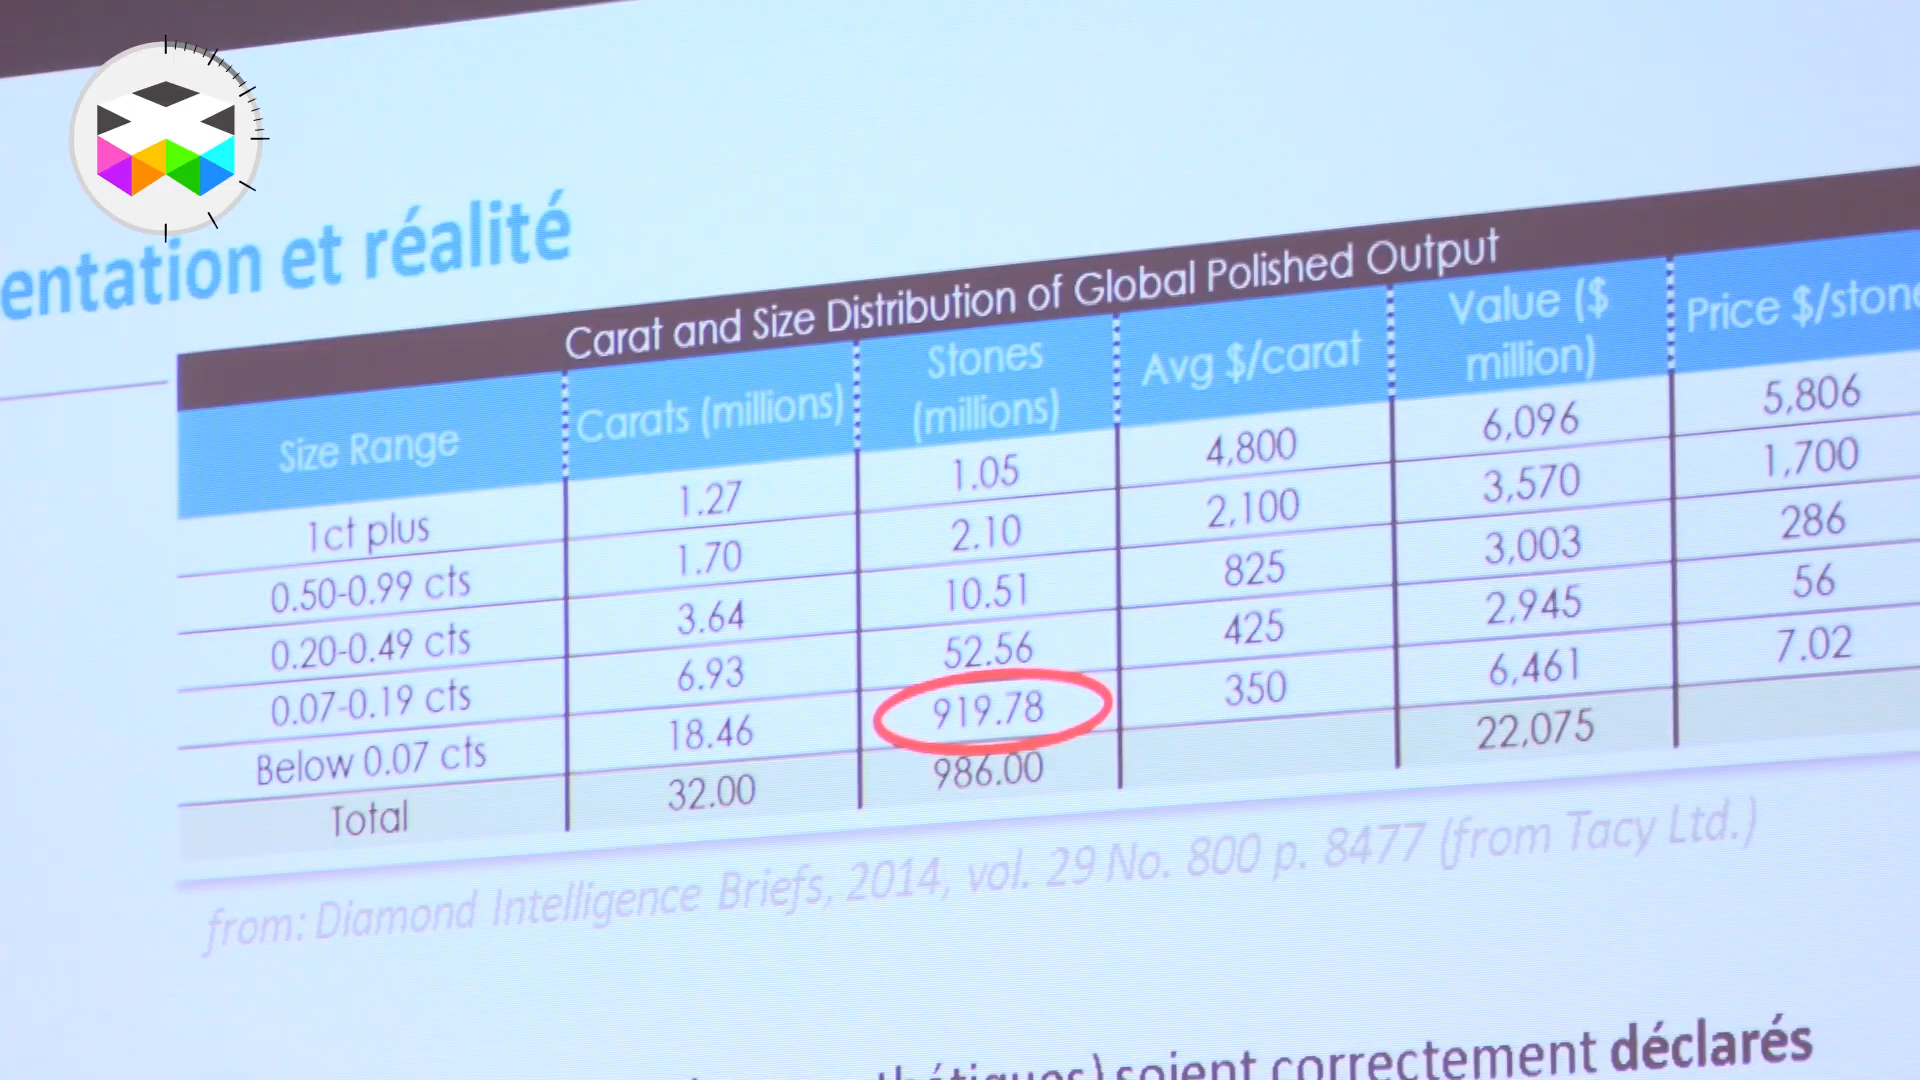 entation et réalité
Carat and Size Distribution of Global Polished Output
Size Range Carats (millions) Stones (millions) Avg $/carat Value ($ million) Price $/stone
1ct plus 1.27 1.05 4,800 6,096 5,806
0.50-0.99 cts 1.70 2.10 2,100 3,570 1,700
0.20-0.49 cts 3.64 10.51 825 3,003 286
0.07-0.19 cts 6.93 52.56 425 2,945 56
Below 0.07 cts 18.46 919.78 350 6,461 7.02
Total 32.00 986.00 22,075
from: Diamond Intelligence Briefs, 2014, vol. 29 No. 800 p. 8477 (from Tacy Ltd.)
soient correctement déclarés